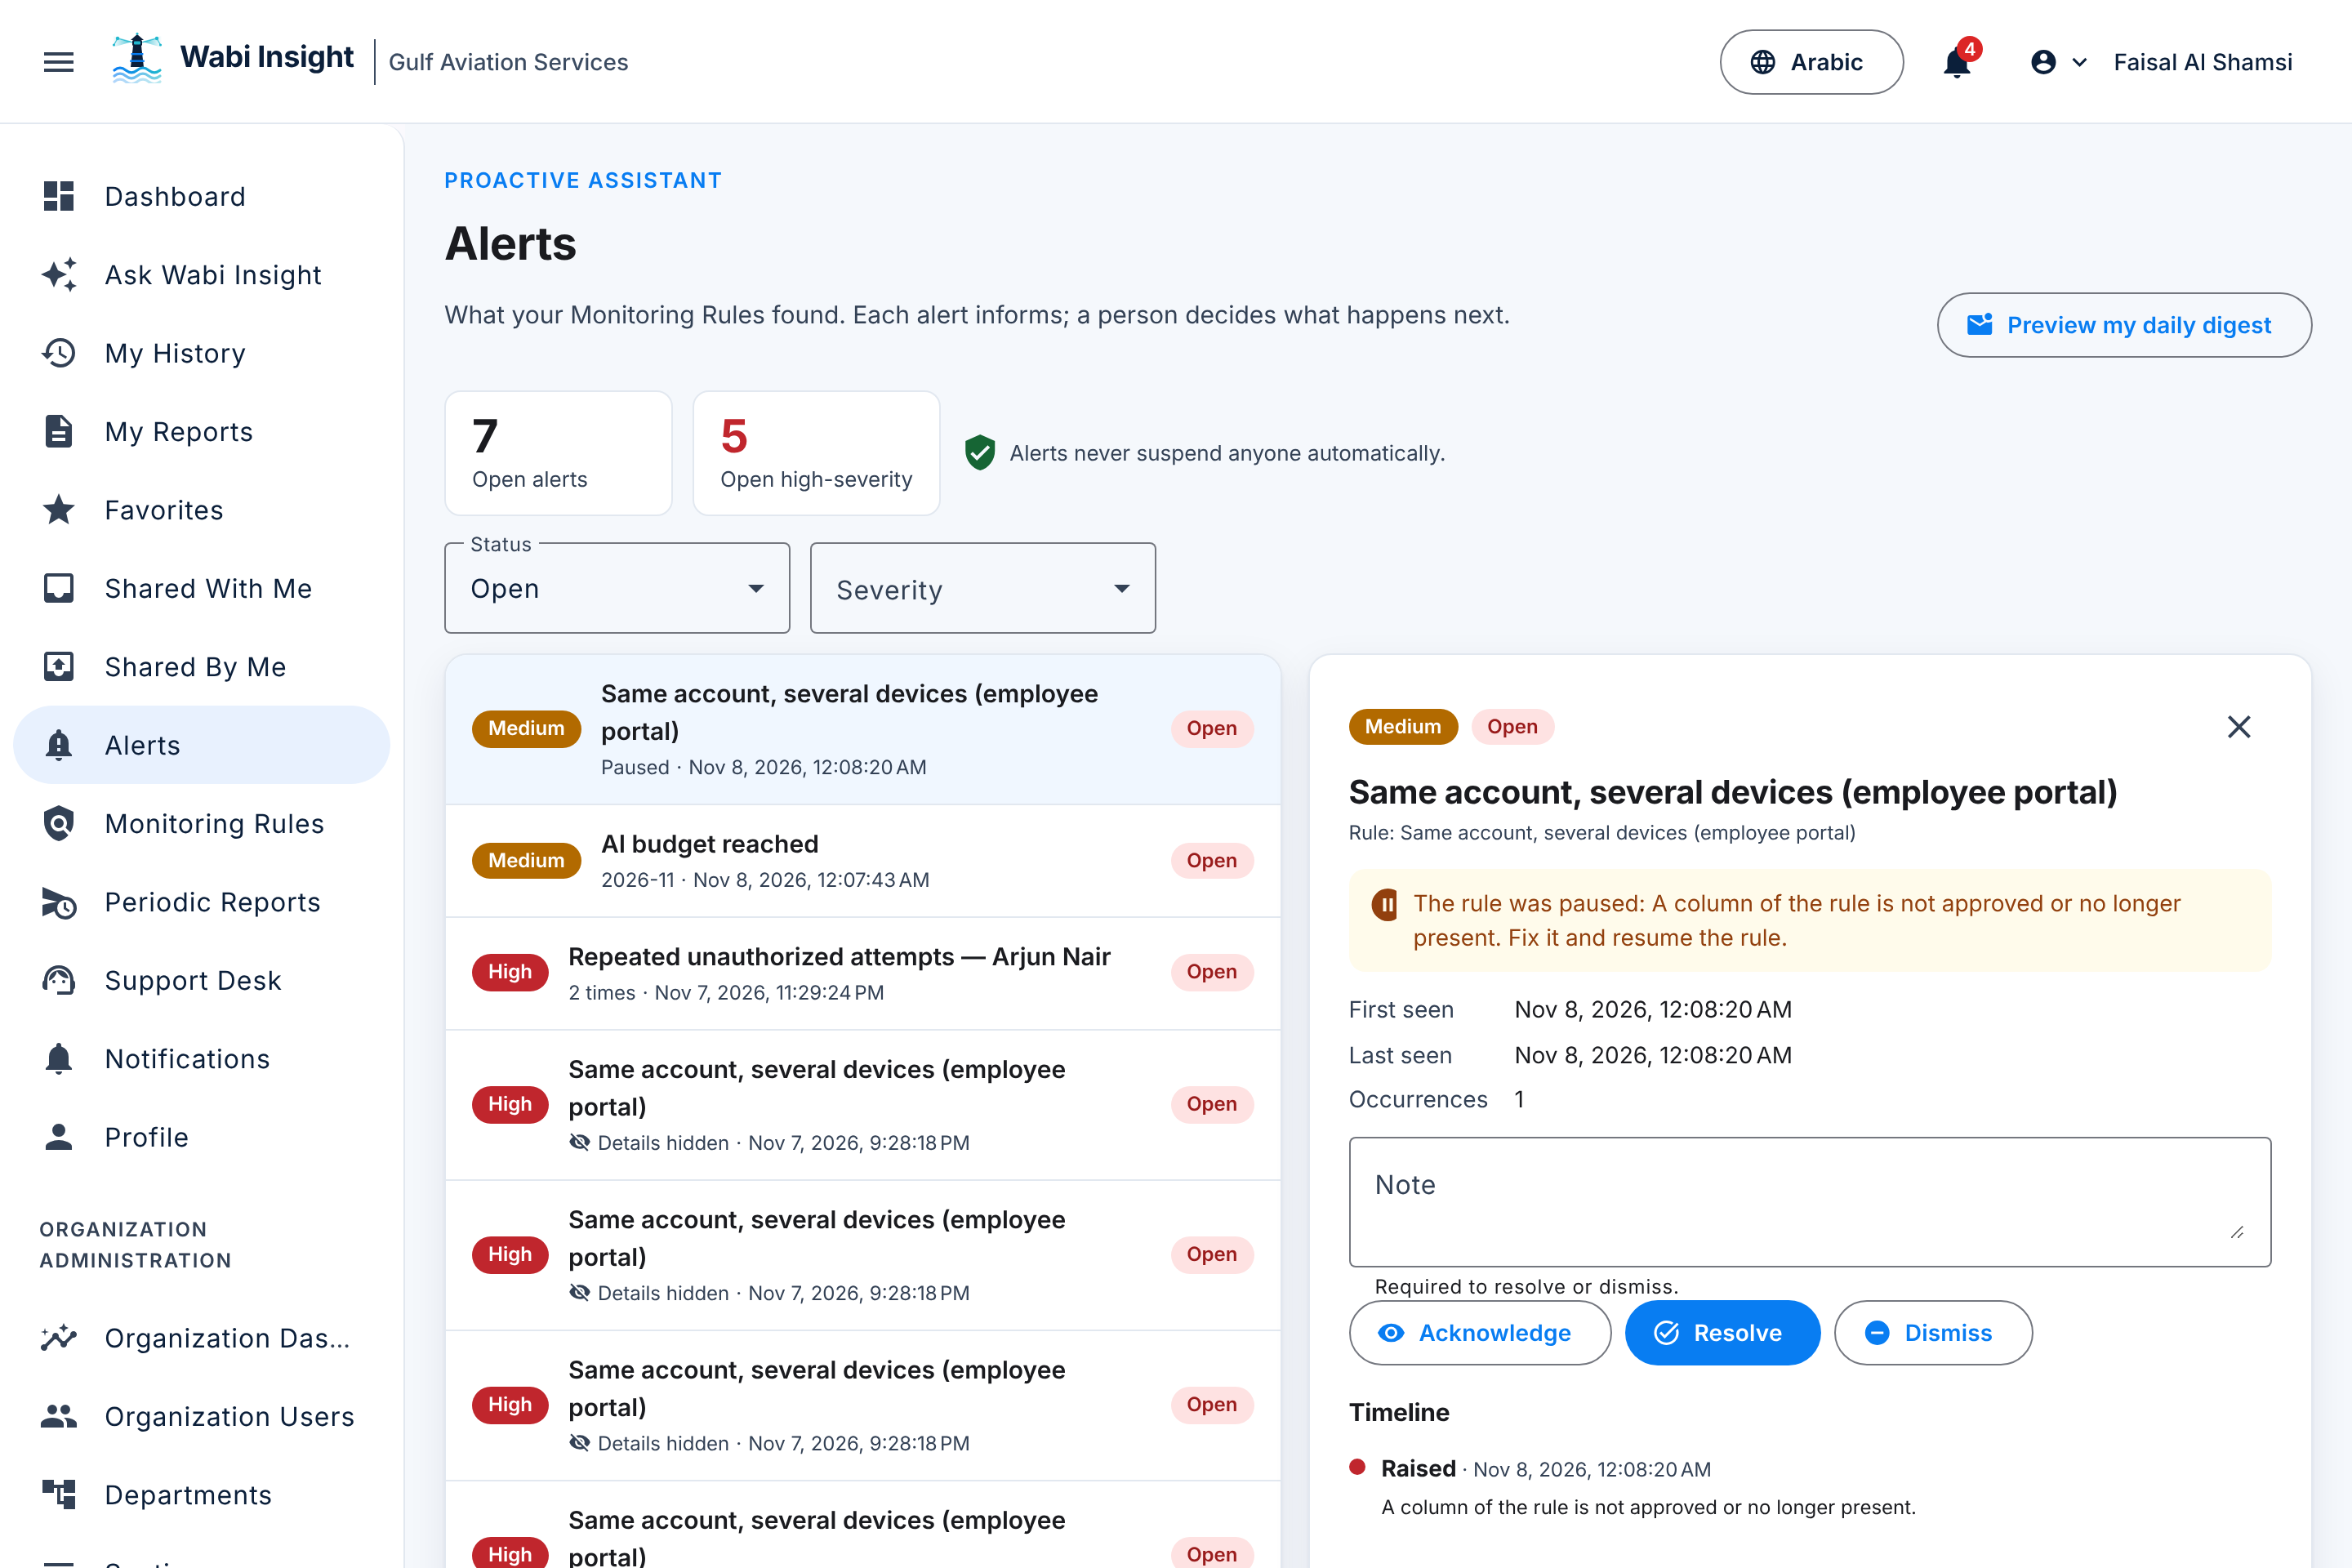 Wabi Insight
Gulf Aviation Services
Arabic
4
Faisal Al Shamsi
Dashboard
Ask Wabi Insight
My History
My Reports
Favorites
Shared With Me
Shared By Me
Alerts
Monitoring Rules
Periodic Reports
Support Desk
Notifications
Profile
ORGANIZATION
ADMINISTRATION
Organization Das...
Organization Users
Departments
PROACTIVE ASSISTANT
Alerts
What your Monitoring Rules found. Each alert informs; a person decides what happens next.
Preview my daily digest
7
Open alerts
5
Open high-severity
Alerts never suspend anyone automatically.
Status
Open
Severity
Medium
Same account, several devices (employee
portal)
Paused · Nov 8, 2026, 12:08:20 AM
Open
Medium
AI budget reached
2026-11 · Nov 8, 2026, 12:07:43 AM
Open
High
Repeated unauthorized attempts — Arjun Nair
2 times · Nov 7, 2026, 11:29:24 PM
Open
High
Same account, several devices (employee
portal)
Details hidden · Nov 7, 2026, 9:28:18 PM
Open
High
Same account, several devices (employee
portal)
Details hidden · Nov 7, 2026, 9:28:18 PM
Open
High
Same account, several devices (employee
portal)
Details hidden · Nov 7, 2026, 9:28:18 PM
Open
High
Same account, several devices (employee
portal)
Open
Medium
Open
Same account, several devices (employee portal)
Rule: Same account, several devices (employee portal)
The rule was paused: A column of the rule is not approved or no longer
present. Fix it and resume the rule.
First seen Nov 8, 2026, 12:08:20 AM
Last seen Nov 8, 2026, 12:08:20 AM
Occurrences 1
Note
Required to resolve or dismiss.
Acknowledge
Resolve
Dismiss
Timeline
Raised · Nov 8, 2026, 12:08:20 AM
A column of the rule is not approved or no longer present.